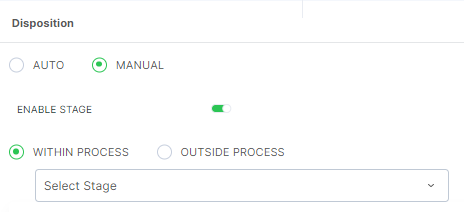 Disposition
AUTO MANUAL
ENABLE STAGE
WITHIN PROCESS OUTSIDE PROCESS
Select Stage